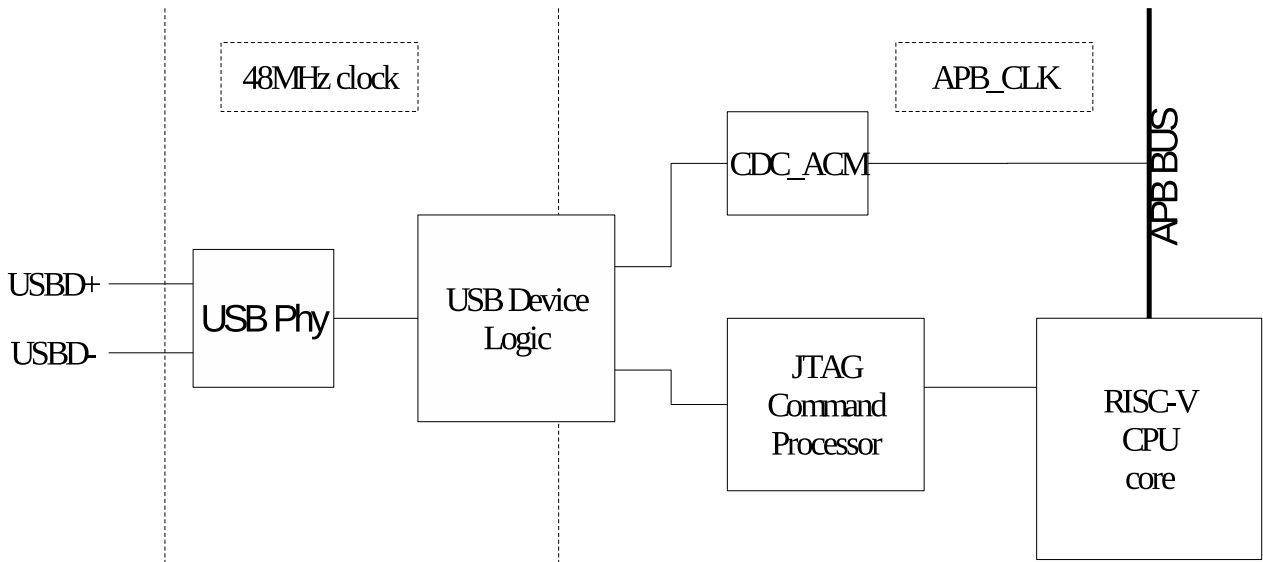 48MHz clock
APB_CLK
APB BUS
CDC_ACM
USBD+
USBD-
USB Phy
USB Device
Logic
JTAG
Command
Processor
RISC-V
CPU
core